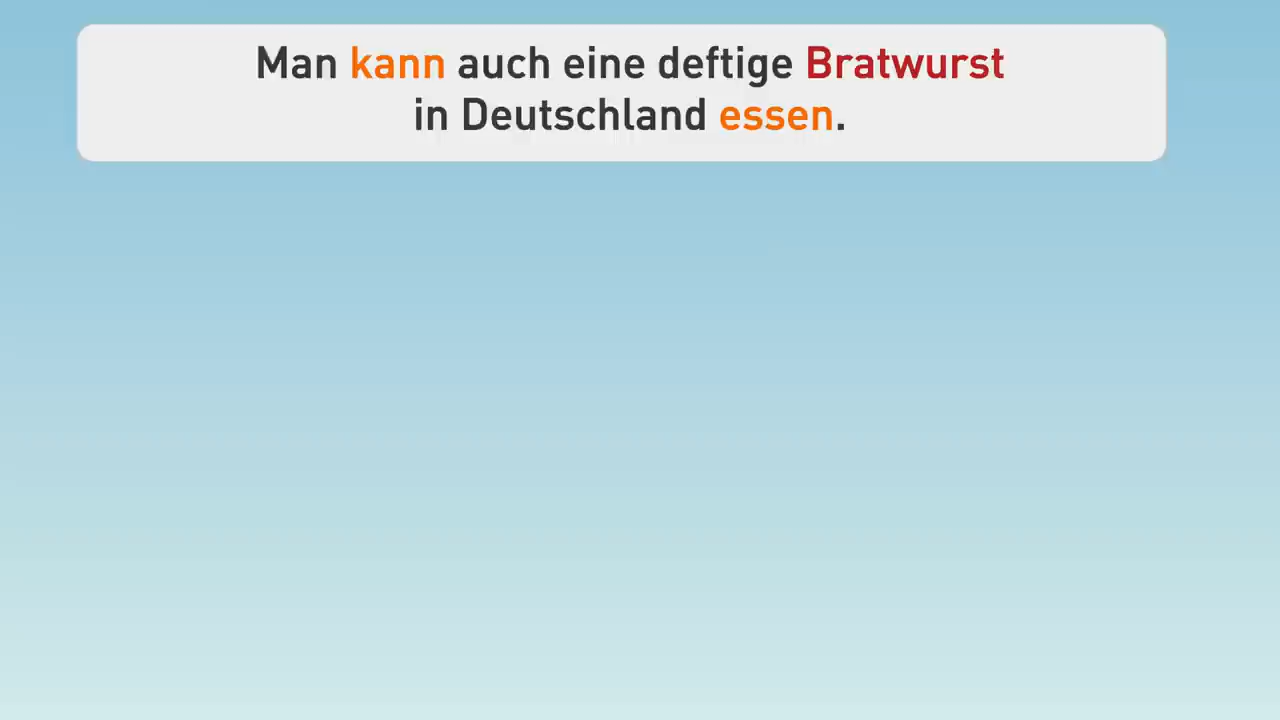 Man kann auch eine deftige Bratwurst
in Deutschland essen.